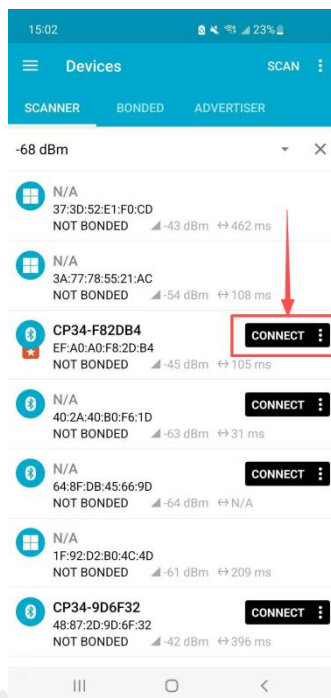 15:02 23%
Devices SCAN
SCANNER BONDED ADVERTISER
-68 dBm
N/A
37:3D:52:E1:F0:CD
NOT BONDED -43 dBm 462 ms
N/A
3A:77:78:55:21:AC
NOT BONDED -54 dBm 108 ms
CP34-F82DB4
CONNECT
EF:A0:A0:F8:2D:B4
NOT BONDED -45 dBm 105 ms
N/A
CONNECT
40:2A:40:B0:F6:1D
NOT BONDED -63 dBm 31 ms
N/A
CONNECT
64:8F:DB:45:66:9D
NOT BONDED -64 dBm N/A
N/A
1F:92:D2:B0:4C:4D
NOT BONDED -61 dBm 209 ms
CP34-9D6F32
CONNECT
48:87:2D:9D:6F:32
NOT BONDED -42 dBm 396 ms